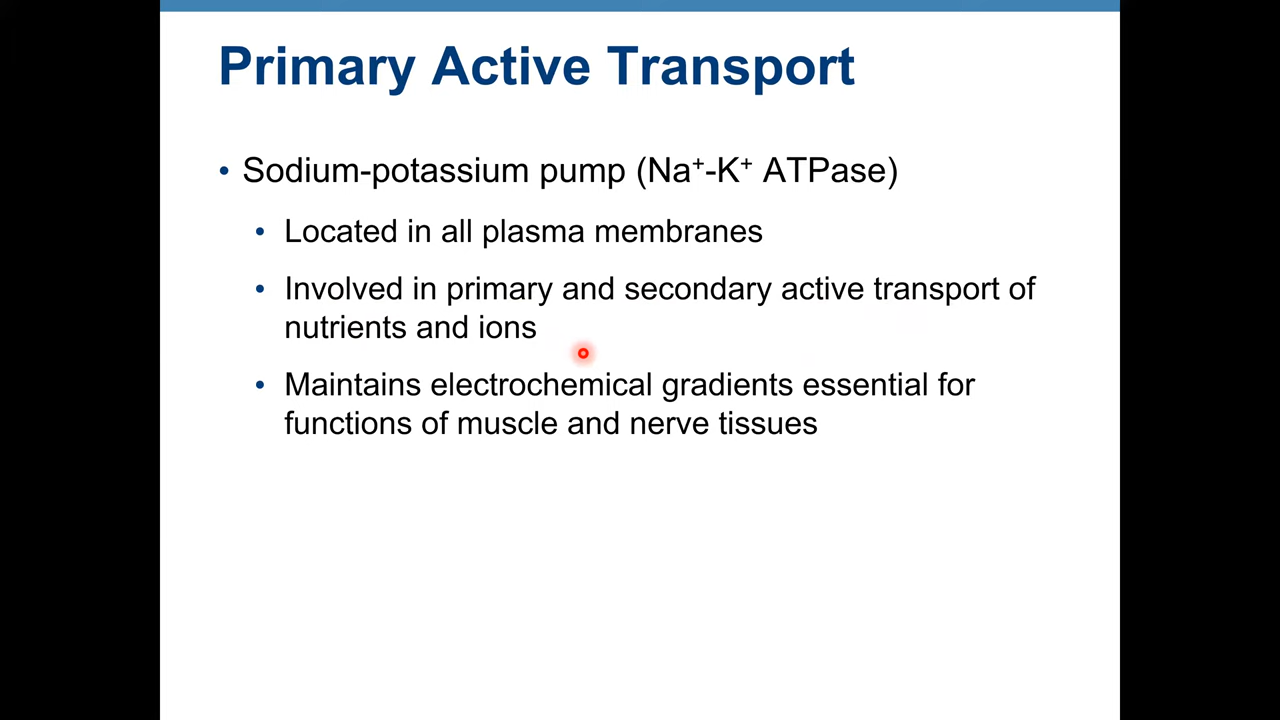 Primary Active Transport
• Sodium-potassium pump (Na⁺-K⁺ ATPase)
• Located in all plasma membranes
• Involved in primary and secondary active transport of
nutrients and ions
• Maintains electrochemical gradients essential for
functions of muscle and nerve tissues